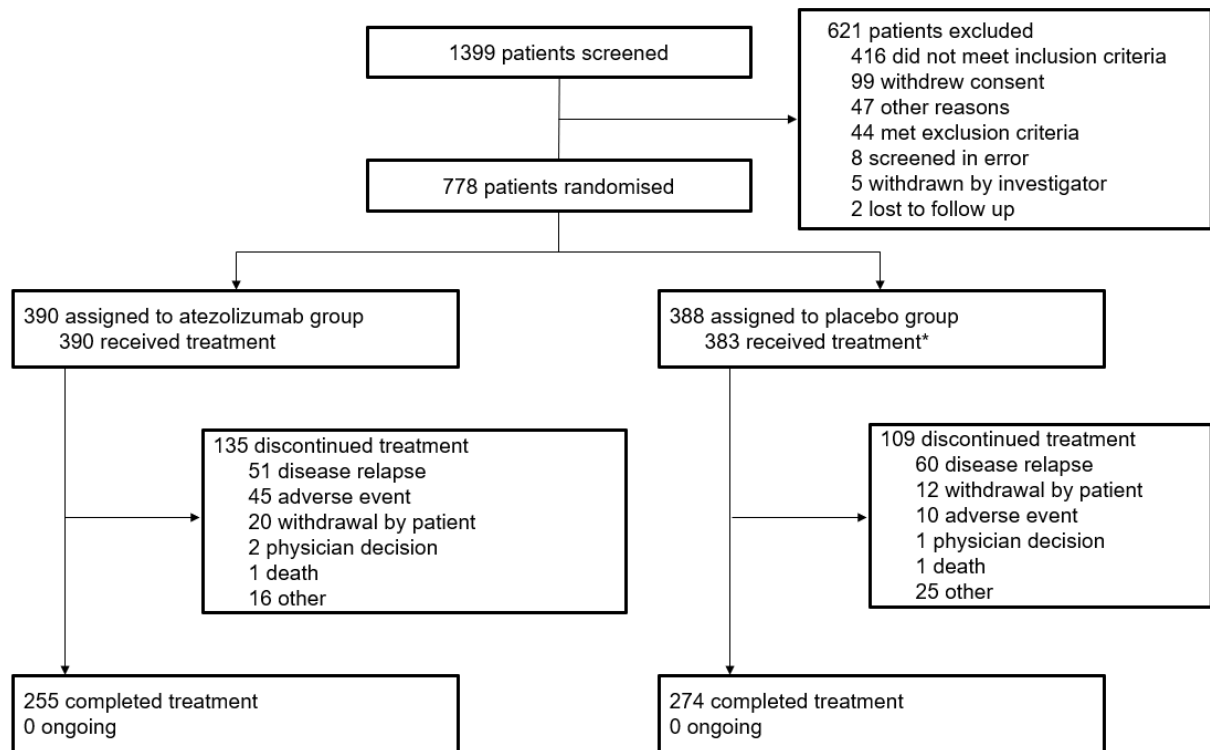 1399 patients screened
621 patients excluded
416 did not meet inclusion criteria
99 withdrew consent
47 other reasons
44 met exclusion criteria
8 screened in error
5 withdrawn by investigator
2 lost to follow up
778 patients randomised
390 assigned to atezolizumab group
390 received treatment
388 assigned to placebo group
383 received treatment*
135 discontinued treatment
51 disease relapse
45 adverse event
20 withdrawal by patient
2 physician decision
1 death
16 other
109 discontinued treatment
60 disease relapse
12 withdrawal by patient
10 adverse event
1 physician decision
1 death
25 other
255 completed treatment
0 ongoing
274 completed treatment
0 ongoing